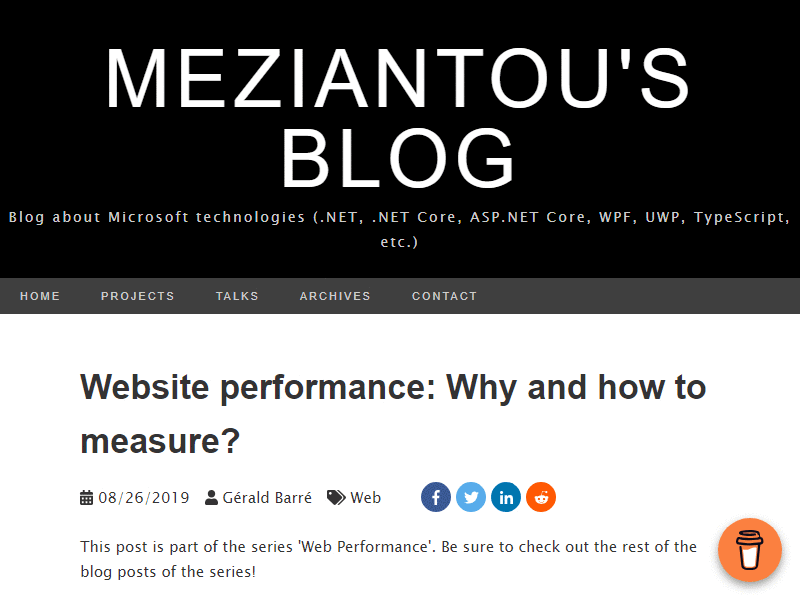 MEZIANTOU'S
BLOG
Blog about Microsoft technologies (.NET, .NET Core, ASP.NET Core, WPF, UWP, TypeScript,
etc.)
HOME PROJECTS TALKS ARCHIVES CONTACT
Website performance: Why and how to
measure?
08/26/2019 Gérald Barré Web
This post is part of the series 'Web Performance'. Be sure to check out the rest of the
blog posts of the series!